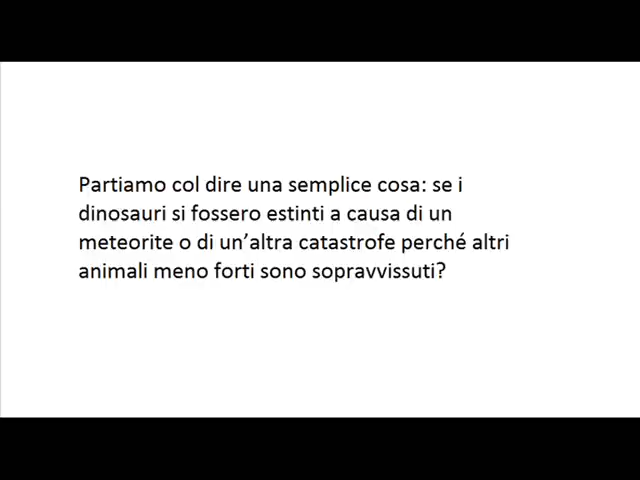 Partiamo col dire una semplice cosa: se i
dinosauri si fossero estinti a causa di un
meteorite o di un’altra catastrofe perché altri
animali meno forti sono sopravvissuti?